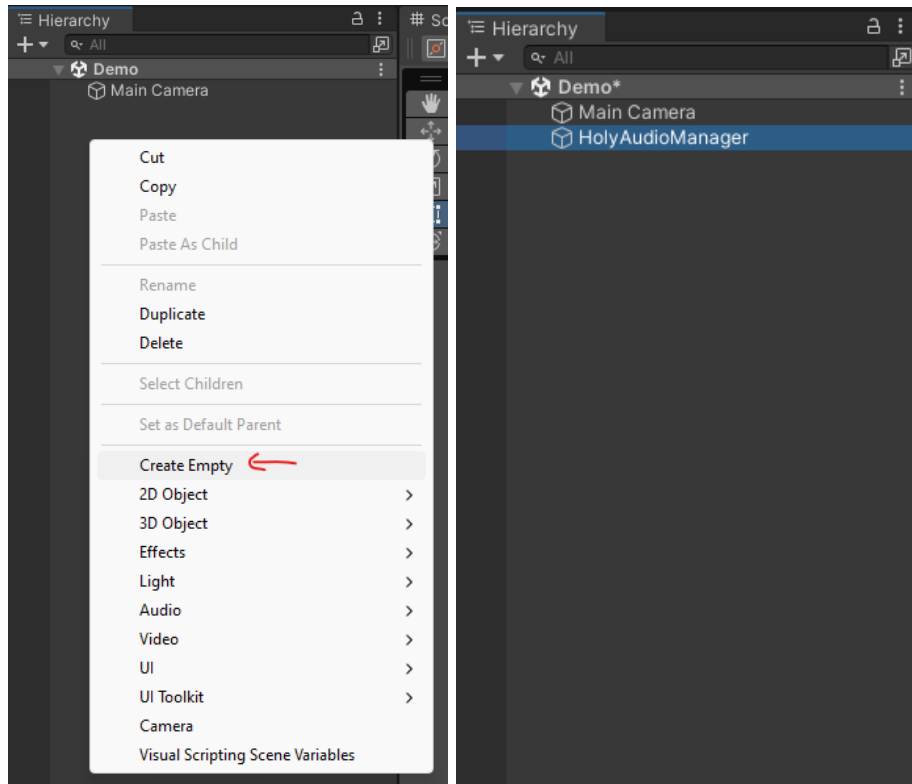 Hierarchy
All
Demo
Main Camera
Cut
Copy
Paste
Paste As Child
Rename
Duplicate
Delete
Select Children
Set as Default Parent
Create Empty
2D Object
3D Object
Effects
Light
Audio
Video
UI
UI Toolkit
Camera
Visual Scripting Scene Variables
# Sc
Hierarchy
All
Demo*
Main Camera
HolyAudioManager